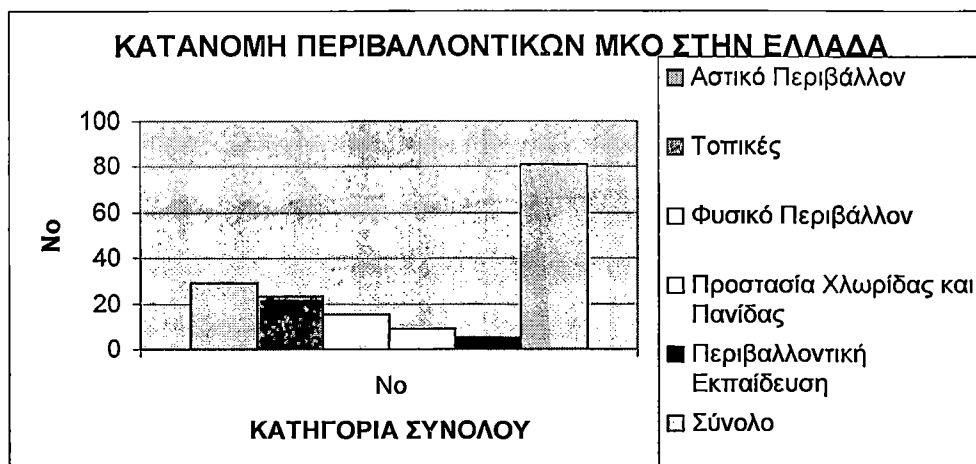 ΚΑΤΑΝΟΜΗ ΠΕΡΙΒΑΛΛΟΝΤΙΚΩΝ ΜΚΟ ΣΤΗΝ ΕΛΛΑΔΑ
100
80
60
40
20
0
No
No
ΚΑΤΗΓΟΡΙΑ ΣΥΝΟΛΟΥ
Αστικό Περιβάλλον
Τοπικές
Φυσικό Περιβάλλον
Προστασία Χλωρίδας και
Πανίδας
Περιβαλλοντική
Εκπαίδευση
Σύνολο